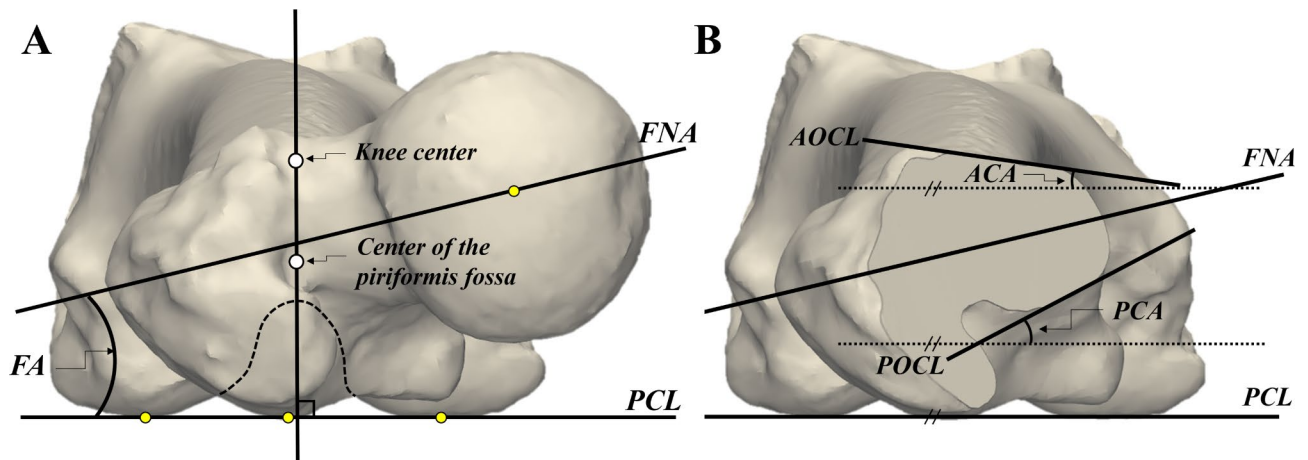 A
FNA
Knee center
Center of the
piriformis fossa
FA
PCL
B
AOCL
FNA
ACA
PCA
POCL
PCL